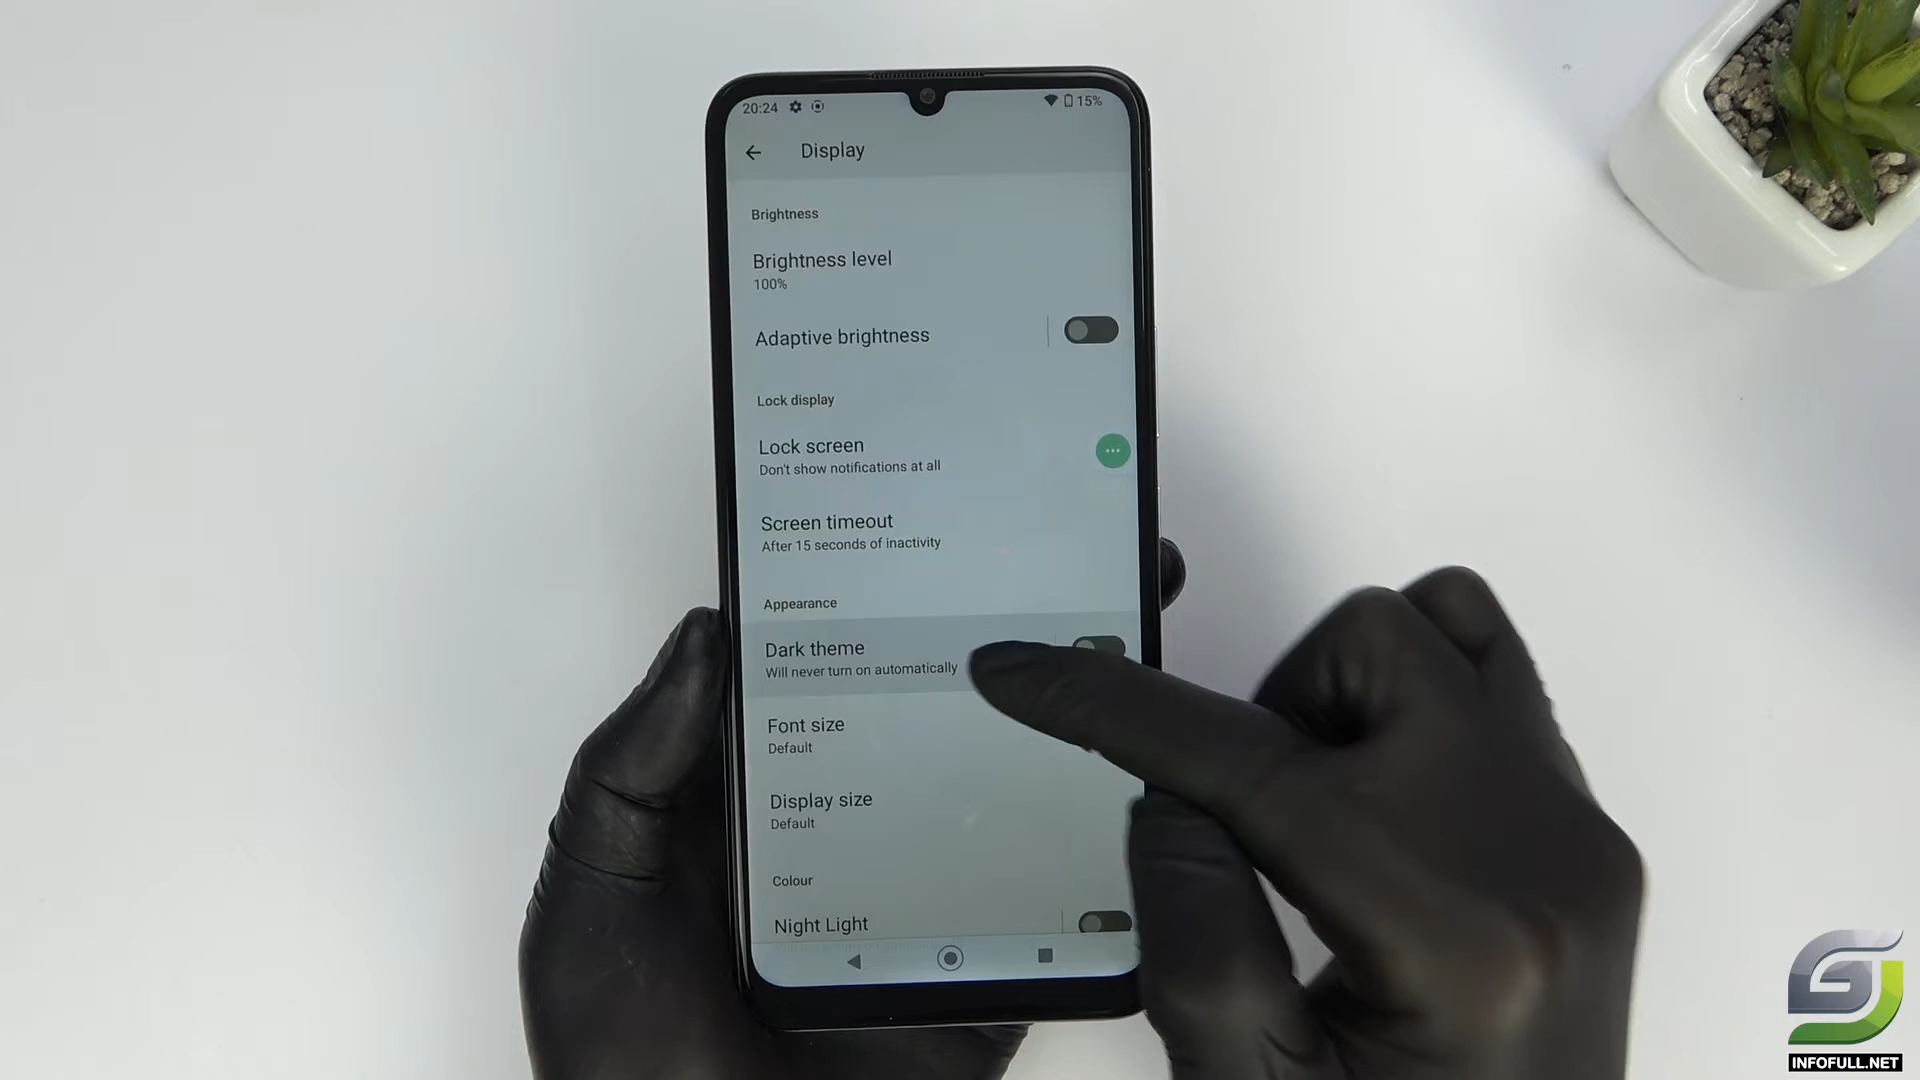 20:24
15%
Display
Brightness
Brightness level
100%
Adaptive brightness
Lock display
Lock screen
Don't show notifications at all
Screen timeout
After 15 seconds of inactivity
Appearance
Dark theme
Will never turn on automatically
Font size
Default
Display size
Default
Colour
Night Light
INFOFULL.NET